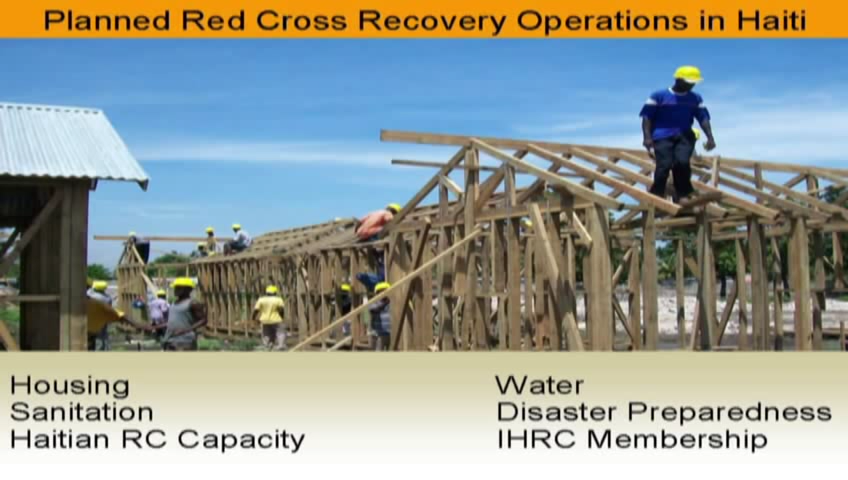 Planned Red Cross Recovery Operations in Haiti
Housing
Sanitation
Haitian RC Capacity
Water
Disaster Preparedness
IHRC Membership